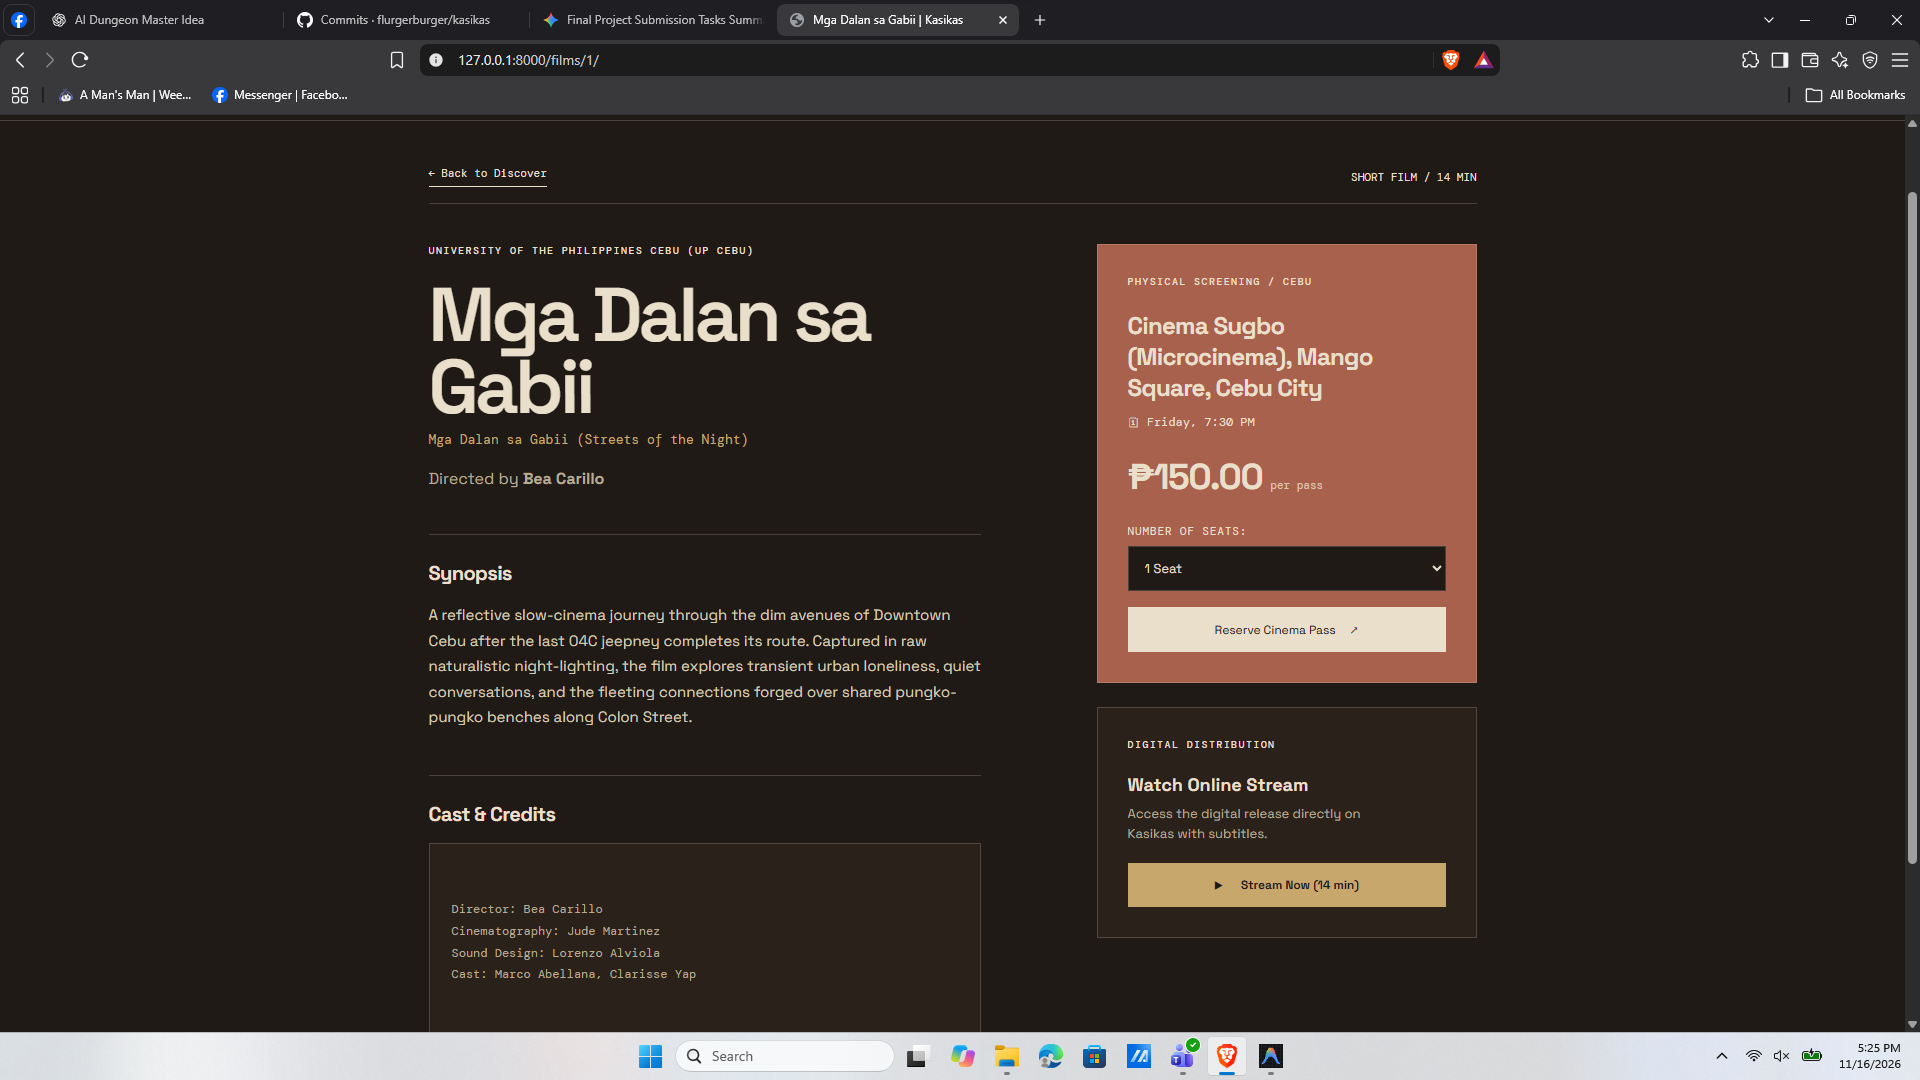 AI Dungeon Master Idea
Commits · flurgerburger/kasikas
Final Project Submission Tasks Summ
Mga Dalan sa Gabii | Kasikas
127.0.0.1:8000/films/1/
A Man's Man | Wee...
Messenger | Facebo...
All Bookmarks
← Back to Discover
SHORT FILM / 14 MIN
UNIVERSITY OF THE PHILIPPINES CEBU (UP CEBU)
Mga Dalan sa
Gabii
Mga Dalan sa Gabii (Streets of the Night)
Directed by Bea Carillo
Synopsis
A reflective slow-cinema journey through the dim avenues of Downtown
Cebu after the last 04C jeepney completes its route. Captured in raw
naturalistic night-lighting, the film explores transient urban loneliness, quiet
conversations, and the fleeting connections forged over shared pungko-
pungko benches along Colon Street.
Cast & Credits
Director: Bea Carillo
Cinematography: Jude Martinez
Sound Design: Lorenzo Alviola
Cast: Marco Abellana, Clarisse Yap
PHYSICAL SCREENING / CEBU
Cinema Sugbo
(Microcinema), Mango
Square, Cebu City
Friday, 7:30 PM
₱150.00 per pass
NUMBER OF SEATS:
1 Seat
Reserve Cinema Pass ↗
DIGITAL DISTRIBUTION
Watch Online Stream
Access the digital release directly on
Kasikas with subtitles.
▶ Stream Now (14 min)
Search
5:25 PM
11/16/2026